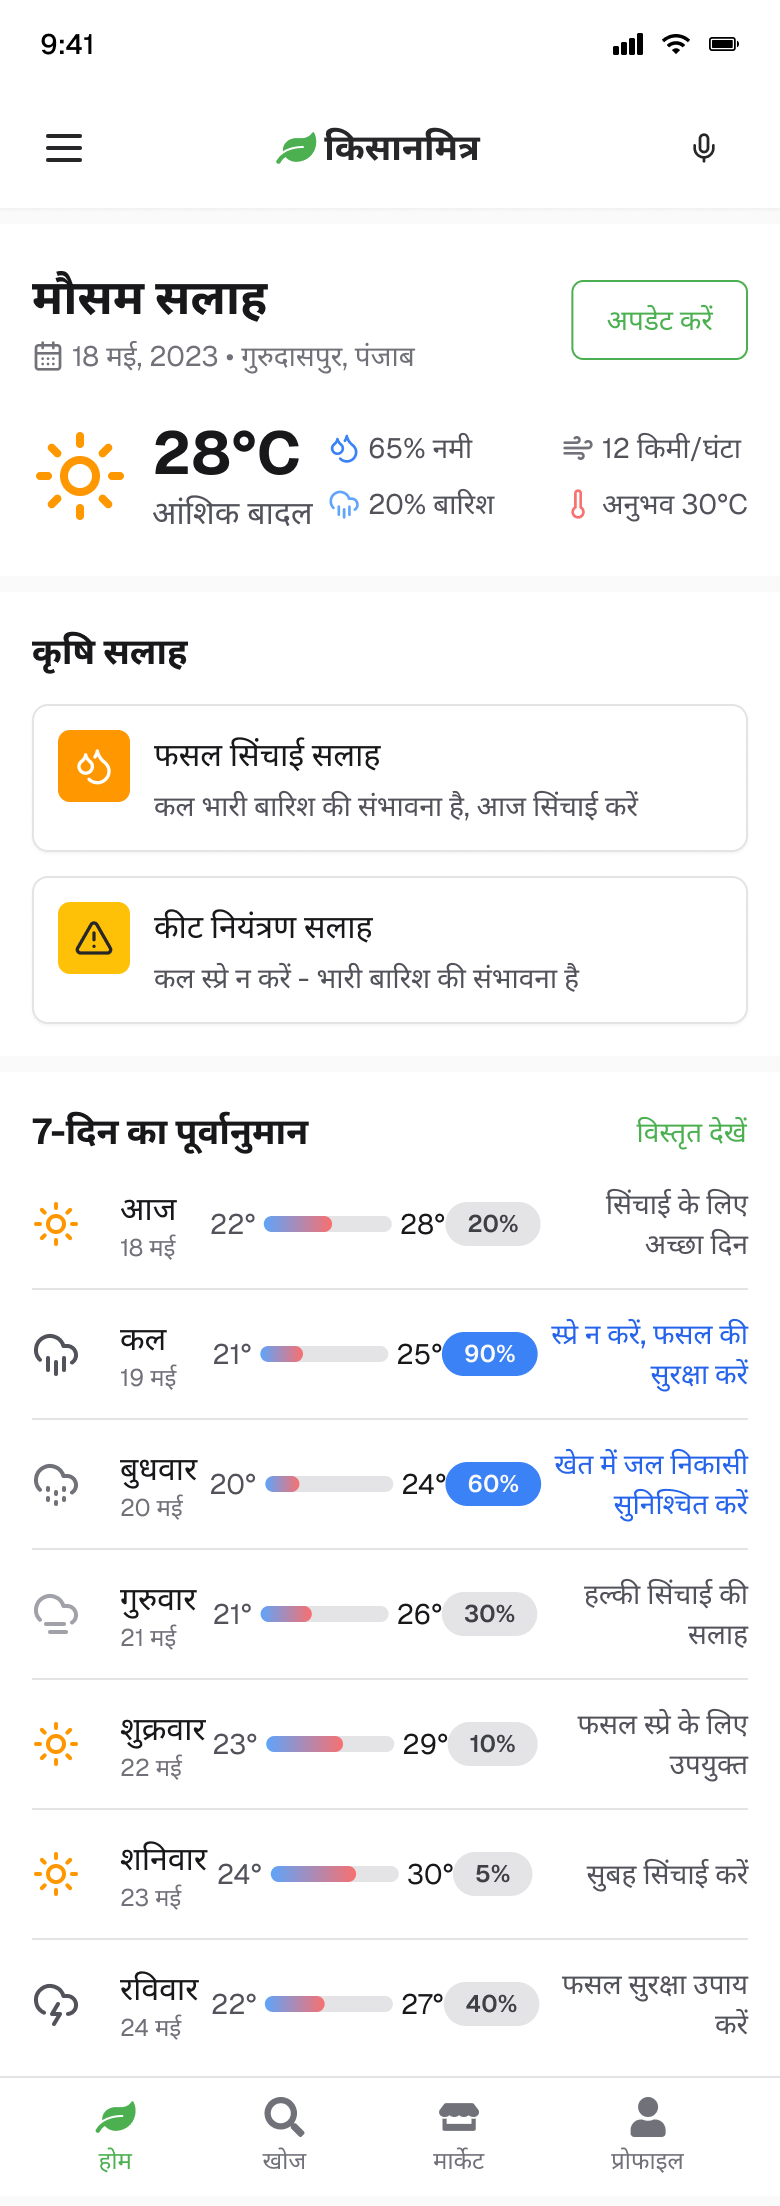 9:41
किसानमित्र
मौसम सलाह
अपडेट करें
18 मई, 2023 • गुरुदासपुर, पंजाब
28°C
आंशिक बादल
65% नमी
12 किमी/घंटा
20% बारिश
अनुभव 30°C
कृषि सलाह
फसल सिंचाई सलाह
कल भारी बारिश की संभावना है, आज सिंचाई करें
कीट नियंत्रण सलाह
कल स्प्रे न करें - भारी बारिश की संभावना है
7-दिन का पूर्वानुमान
विस्तृत देखें
आज
18 मई
22°
28°
20%
सिंचाई के लिए
अच्छा दिन
कल
19 मई
21°
25°
90%
स्प्रे न करें, फसल की
सुरक्षा करें
बुधवार
20 मई
20°
24°
60%
खेत में जल निकासी
सुनिश्चित करें
गुरुवार
21 मई
21°
26°
30%
हल्की सिंचाई की
सलाह
शुक्रवार
22 मई
23°
29°
10%
फसल स्प्रे के लिए
उपयुक्त
शनिवार
23 मई
24°
30°
5%
सुबह सिंचाई करें
रविवार
24 मई
22°
27°
40%
फसल सुरक्षा उपाय
करें
होम
खोज
मार्केट
प्रोफाइल